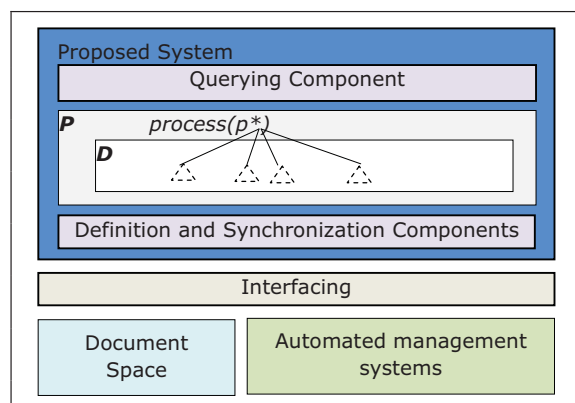 Proposed System
Querying Component
P
process(p*)
D
Definition and Synchronization Components
Interfacing
Document
Space
Automated management
systems